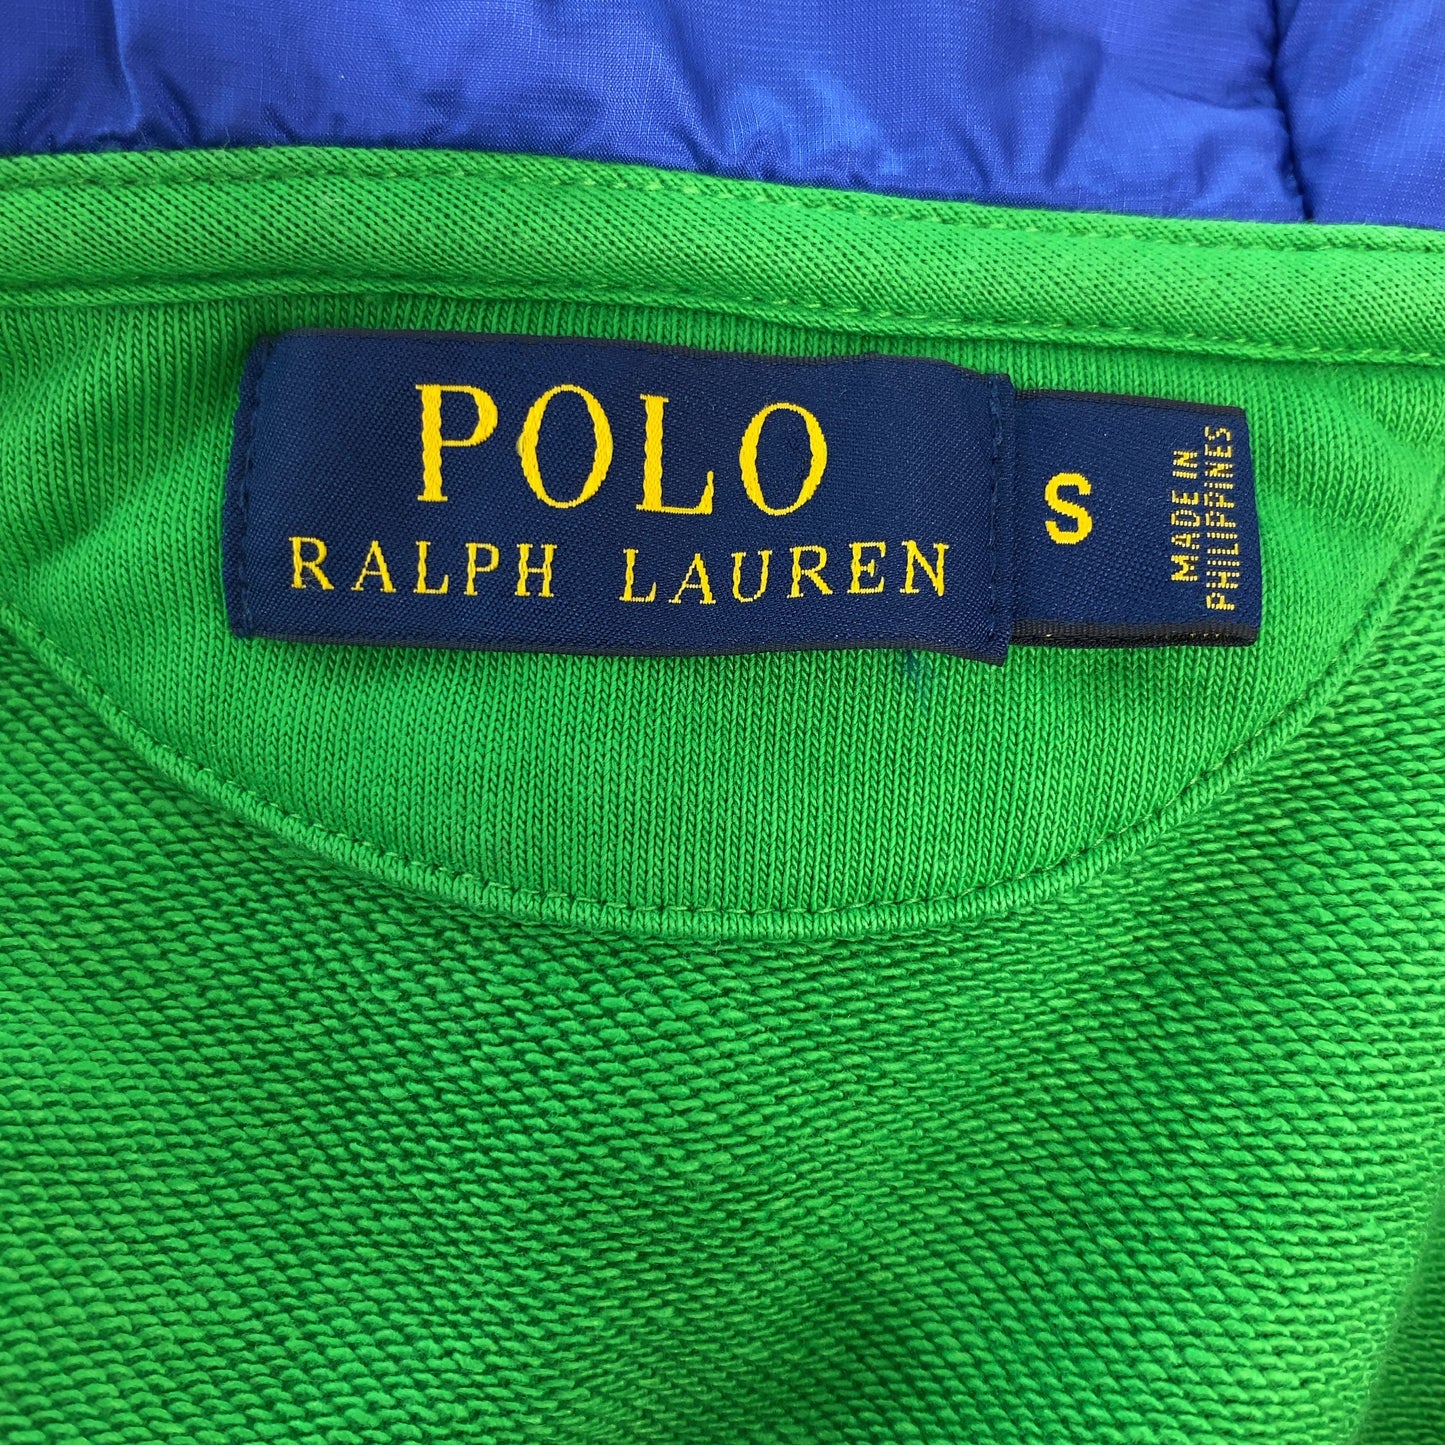 POLO
RALPH LAUREN
S
MADE IN
PHILIPPINES